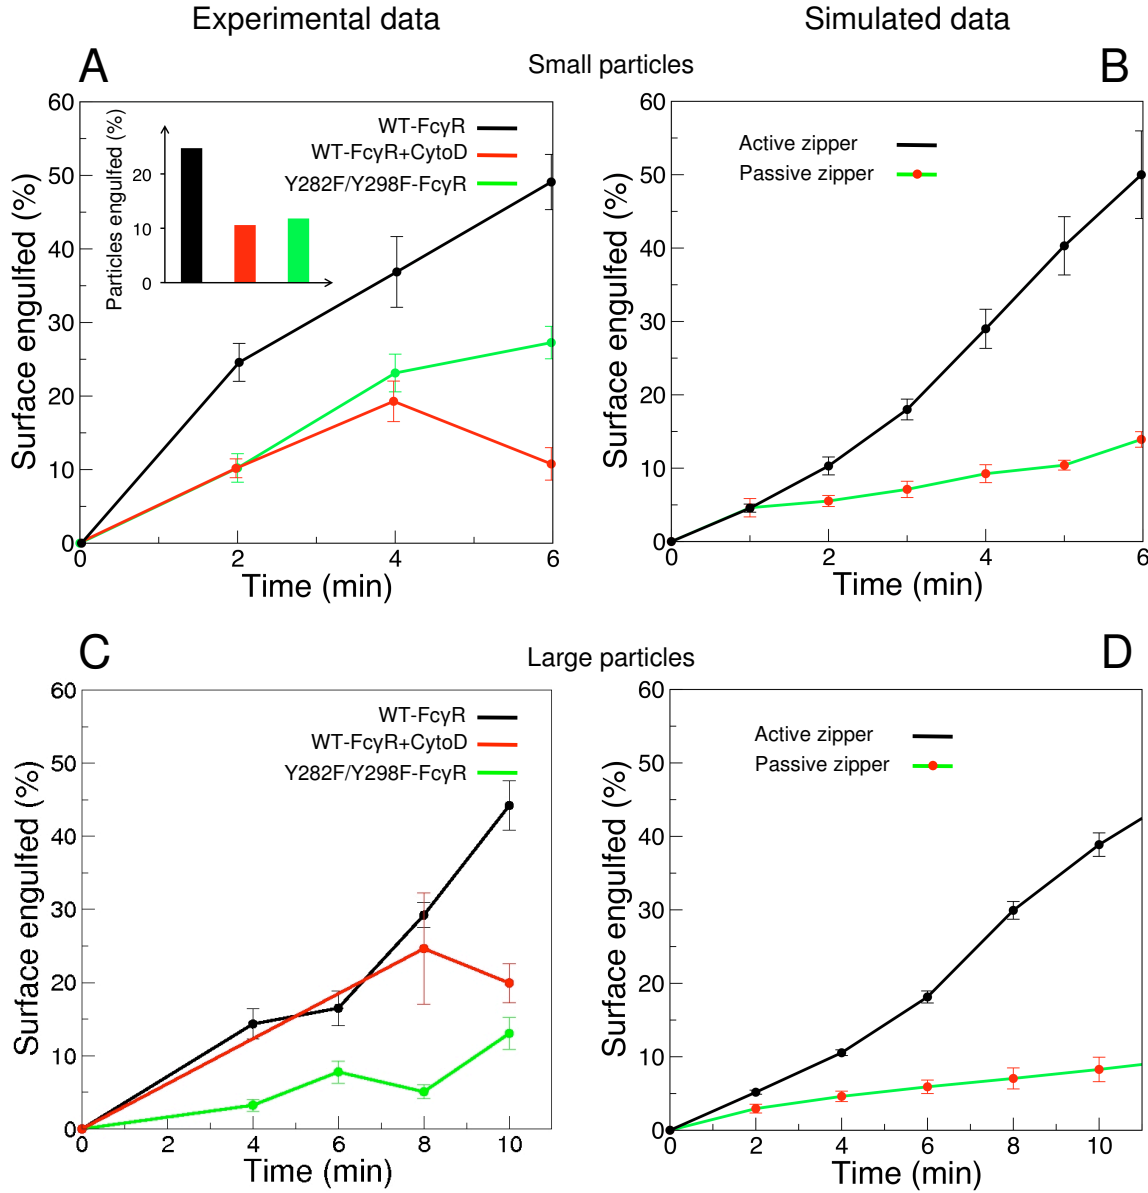 Experimental data
Simulated data
Small particles
A
60
50
40
30
20
10
0
0
2
4
6
Surface engulfed (%)
Time (min)
WT-FcγR
WT-FcγR+CytoD
Y282F/Y298F-FcγR
Particles engulfed (%)
20
10
0
B
60
50
40
30
20
10
0
0
2
4
6
Surface engulfed (%)
Time (min)
Active zipper
Passive zipper
Large particles
C
60
50
40
30
20
10
0
0
2
4
6
8
10
Surface engulfed (%)
Time (min)
WT-FcγR
WT-FcγR+CytoD
Y282F/Y298F-FcγR
D
60
50
40
30
20
10
0
0
2
4
6
8
10
Surface engulfed (%)
Time (min)
Active zipper
Passive zipper